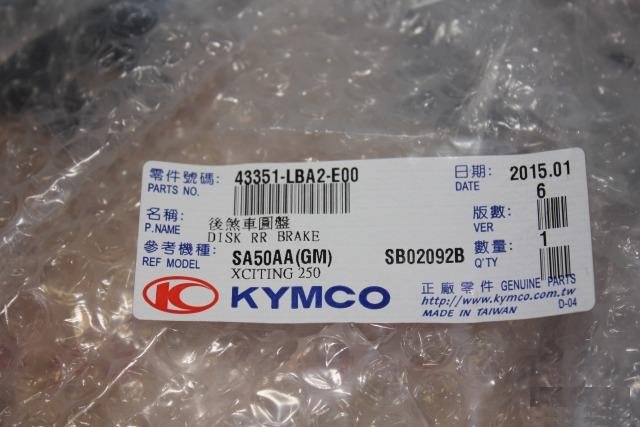 零件號碼: 43351-LBA2-E00
PARTS NO.
日期: 2015.01
DATE 6
名稱: 後煞車圓盤
P.NAME DISK RR BRAKE
版數:
VER
參考機種: SA50AA(GM) SB02092B
REF MODEL XCITING 250
數量: 1
Q'TY
KYMCO
正廠零件 GENUINE PARTS
http://www.kymco.com.tw
MADE IN TAIWAN D-04